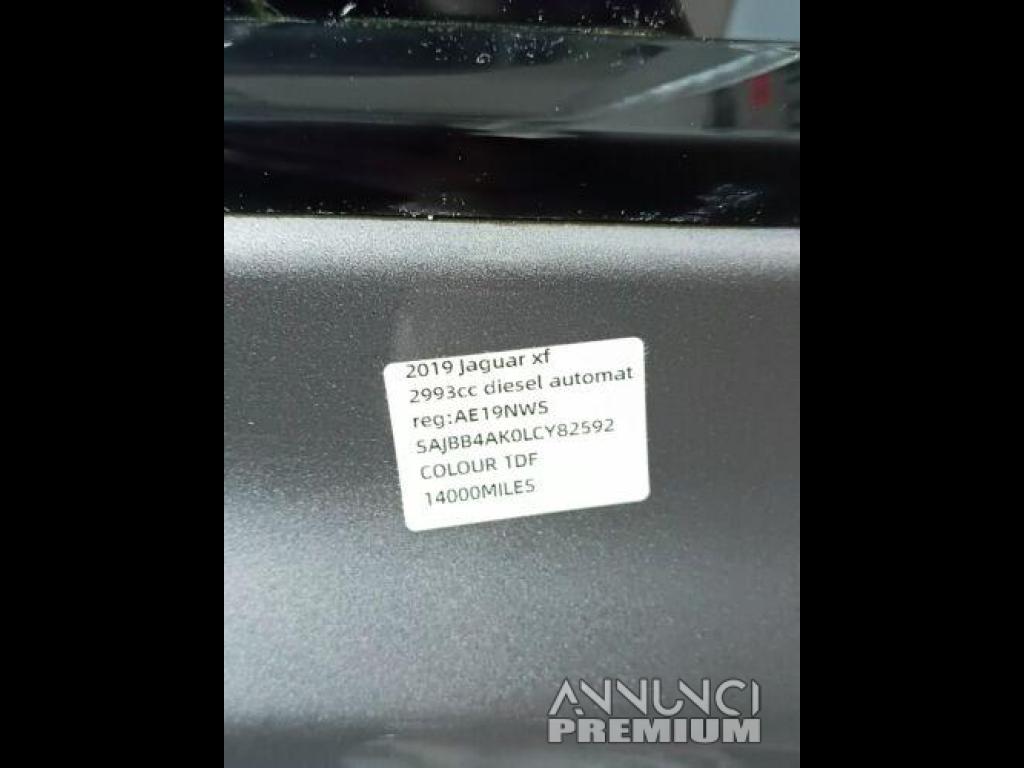 2019 Jaguar xf
2993cc diesel automat
reg:AE19NWS
SAJBB4AK0LCY82592
COLOUR 1DF
14000MILES
ANNUNCI
PREMIUM